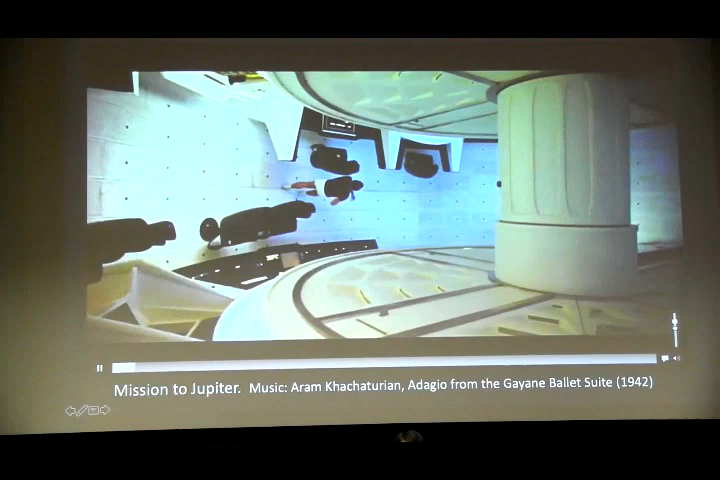 Mission to Jupiter. Music: Aram Khachaturian, Adagio from the Gayane Ballet Suite (1942)